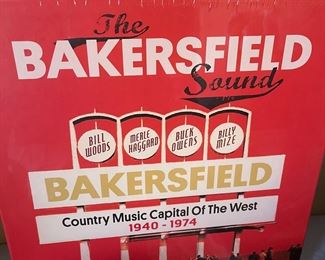 The
BAKERSFIELD
Sound
BILL WOODS
MERLE HAGGARD
BUCK OWENS
BILLY MIZE
BAKERSFIELD
Country Music Capital Of The West
1940 - 1974